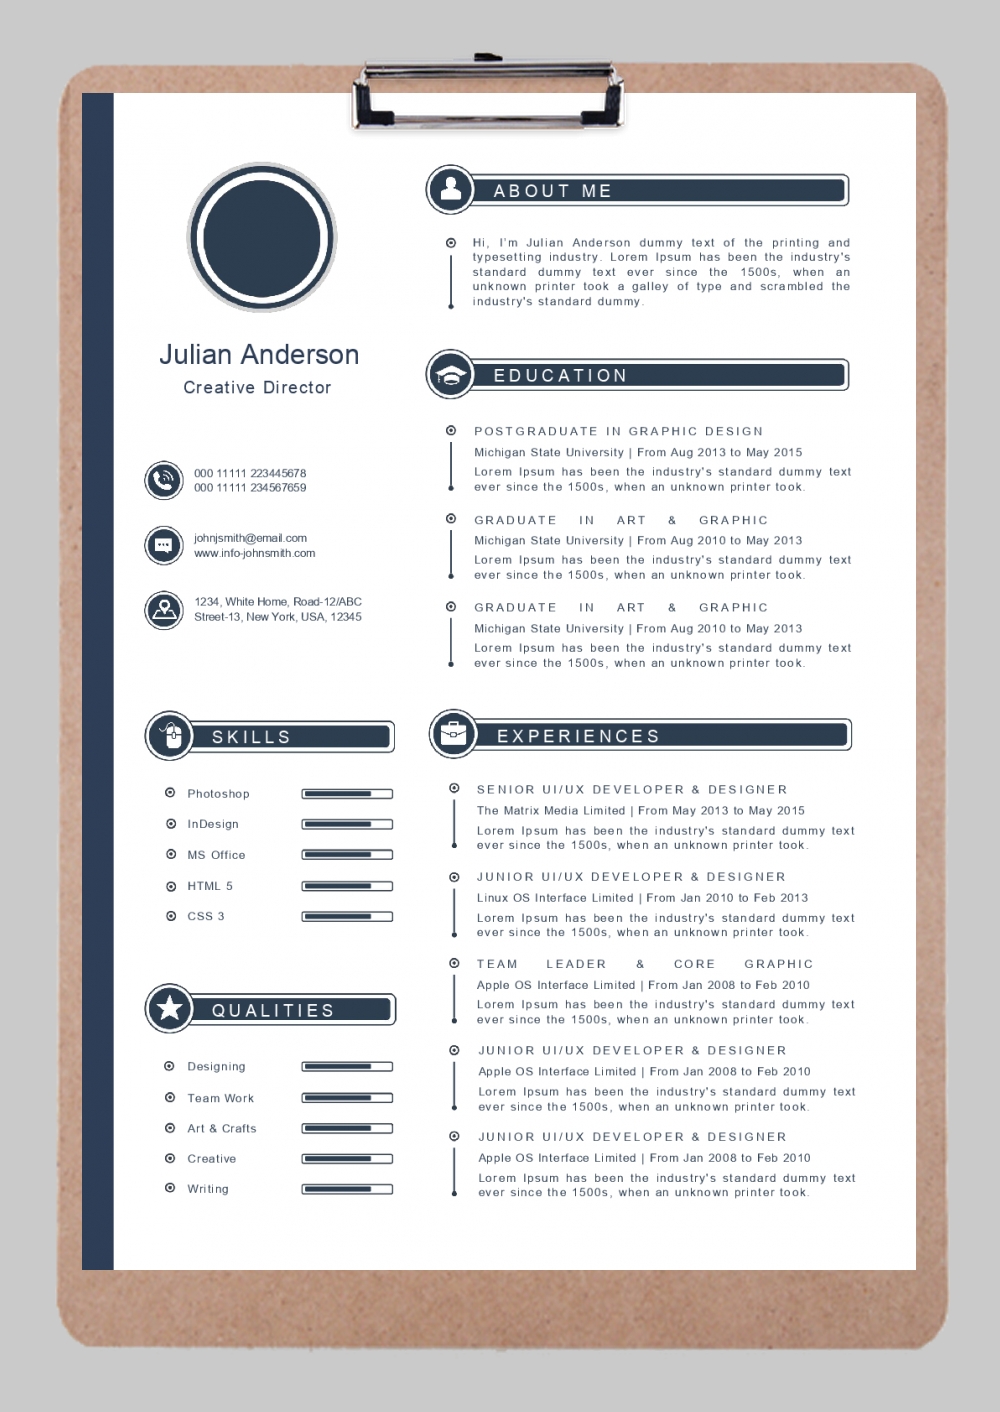 Julian Anderson
Creative Director
000 11111 223445678
000 11111 234567659
johnjsmith@email.com
www.info-johnsmith.com
1234, White Home, Road-12/ABC
Street-13, New York, USA, 12345
SKILLS
Photoshop
InDesign
MS Office
HTML 5
CSS 3
QUALITIES
Designing
Team Work
Art & Crafts
Creative
Writing
ABOUT ME
Hi, I'm Julian Anderson dummy text of the printing and
typesetting industry. Lorem Ipsum has been the industry's
standard dummy text ever since the 1500s, when an
unknown printer took a galley of type and scrambled the
industry's standard dummy.
EDUCATION
POSTGRADUATE IN GRAPHIC DESIGN
Michigan State University | From Aug 2013 to May 2015
Lorem Ipsum has been the industry's standard dummy text
ever since the 1500s, when an unknown printer took.
GRADUATE IN ART & GRAPHIC
Michigan State University | From Aug 2010 to May 2013
Lorem Ipsum has been the industry's standard dummy text
ever since the 1500s, when an unknown printer took.
GRADUATE IN ART & GRAPHIC
Michigan State University | From Aug 2010 to May 2013
Lorem Ipsum has been the industry's standard dummy text
ever since the 1500s, when an unknown printer took.
EXPERIENCES
SENIOR UI/UX DEVELOPER & DESIGNER
The Matrix Media Limited | From May 2013 to May 2015
Lorem Ipsum has been the industry's standard dummy text
ever since the 1500s, when an unknown printer took.
JUNIOR UI/UX DEVELOPER & DESIGNER
Linux OS Interface Limited | From Jan 2010 to Feb 2013
Lorem Ipsum has been the industry's standard dummy text
ever since the 1500s, when an unknown printer took.
TEAM LEADER & CORE GRAPHIC
Apple OS Interface Limited | From Jan 2008 to Feb 2010
Lorem Ipsum has been the industry's standard dummy text
ever since the 1500s, when an unknown printer took.
JUNIOR UI/UX DEVELOPER & DESIGNER
Apple OS Interface Limited | From Jan 2008 to Feb 2010
Lorem Ipsum has been the industry's standard dummy text
ever since the 1500s, when an unknown printer took.
JUNIOR UI/UX DEVELOPER & DESIGNER
Apple OS Interface Limited | From Jan 2008 to Feb 2010
Lorem Ipsum has been the industry's standard dummy text
ever since the 1500s, when an unknown printer took.